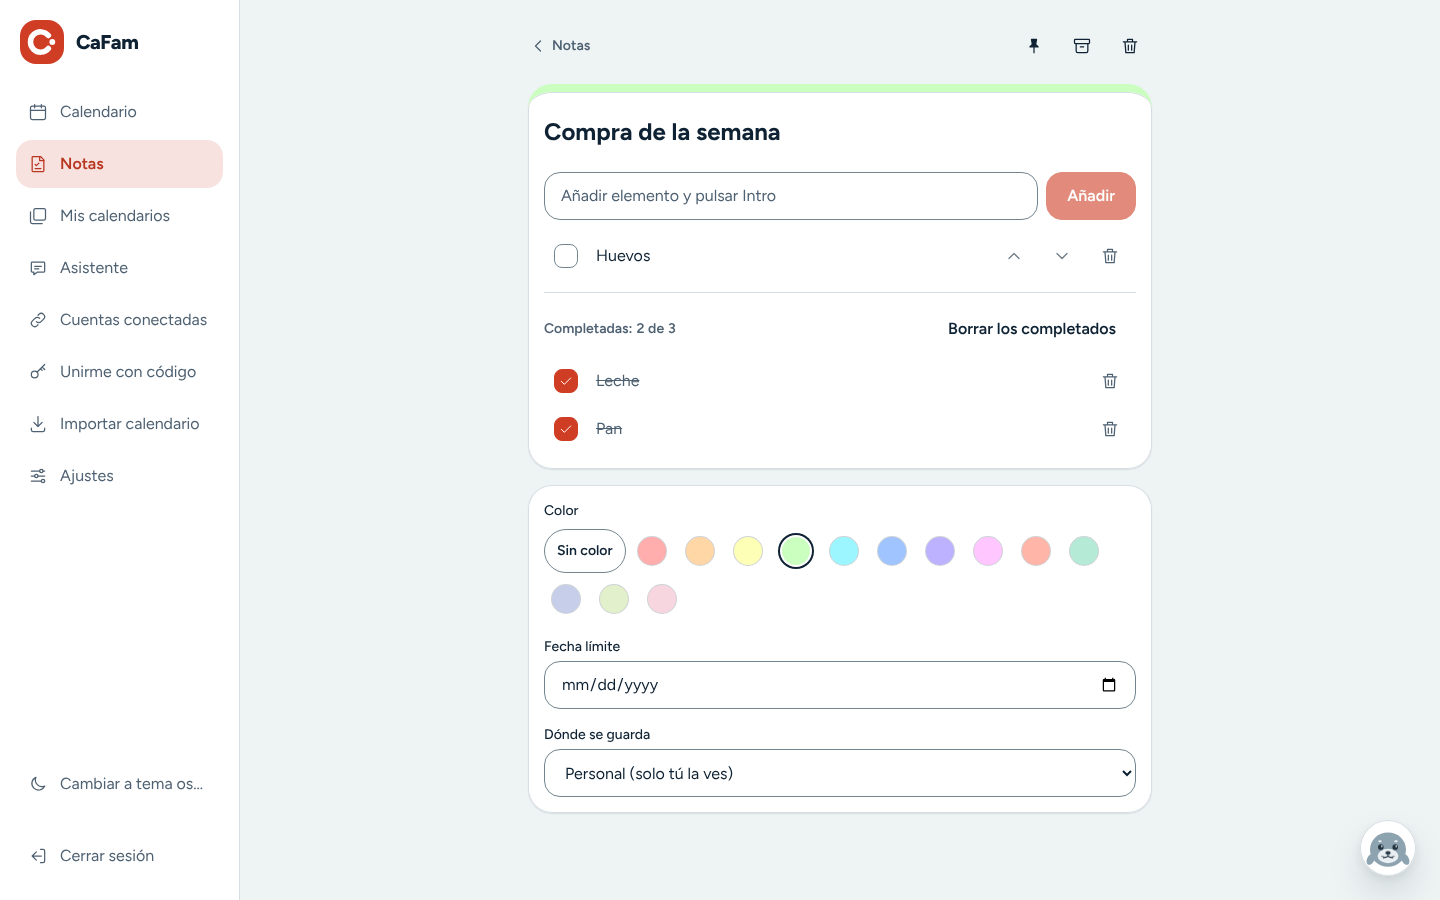 CaFam
Calendario
Notas
Mis calendarios
Asistente
Cuentas conectadas
Unirme con código
Importar calendario
Ajustes
Cambiar a tema os...
Cerrar sesión
Notas
Compra de la semana
Añadir elemento y pulsar Intro
Añadir
Huevos
Completadas: 2 de 3
Borrar los completados
Leche
Pan
Color
Sin color
Fecha límite
mm/dd/yyyy
Dónde se guarda
Personal (solo tú la ves)